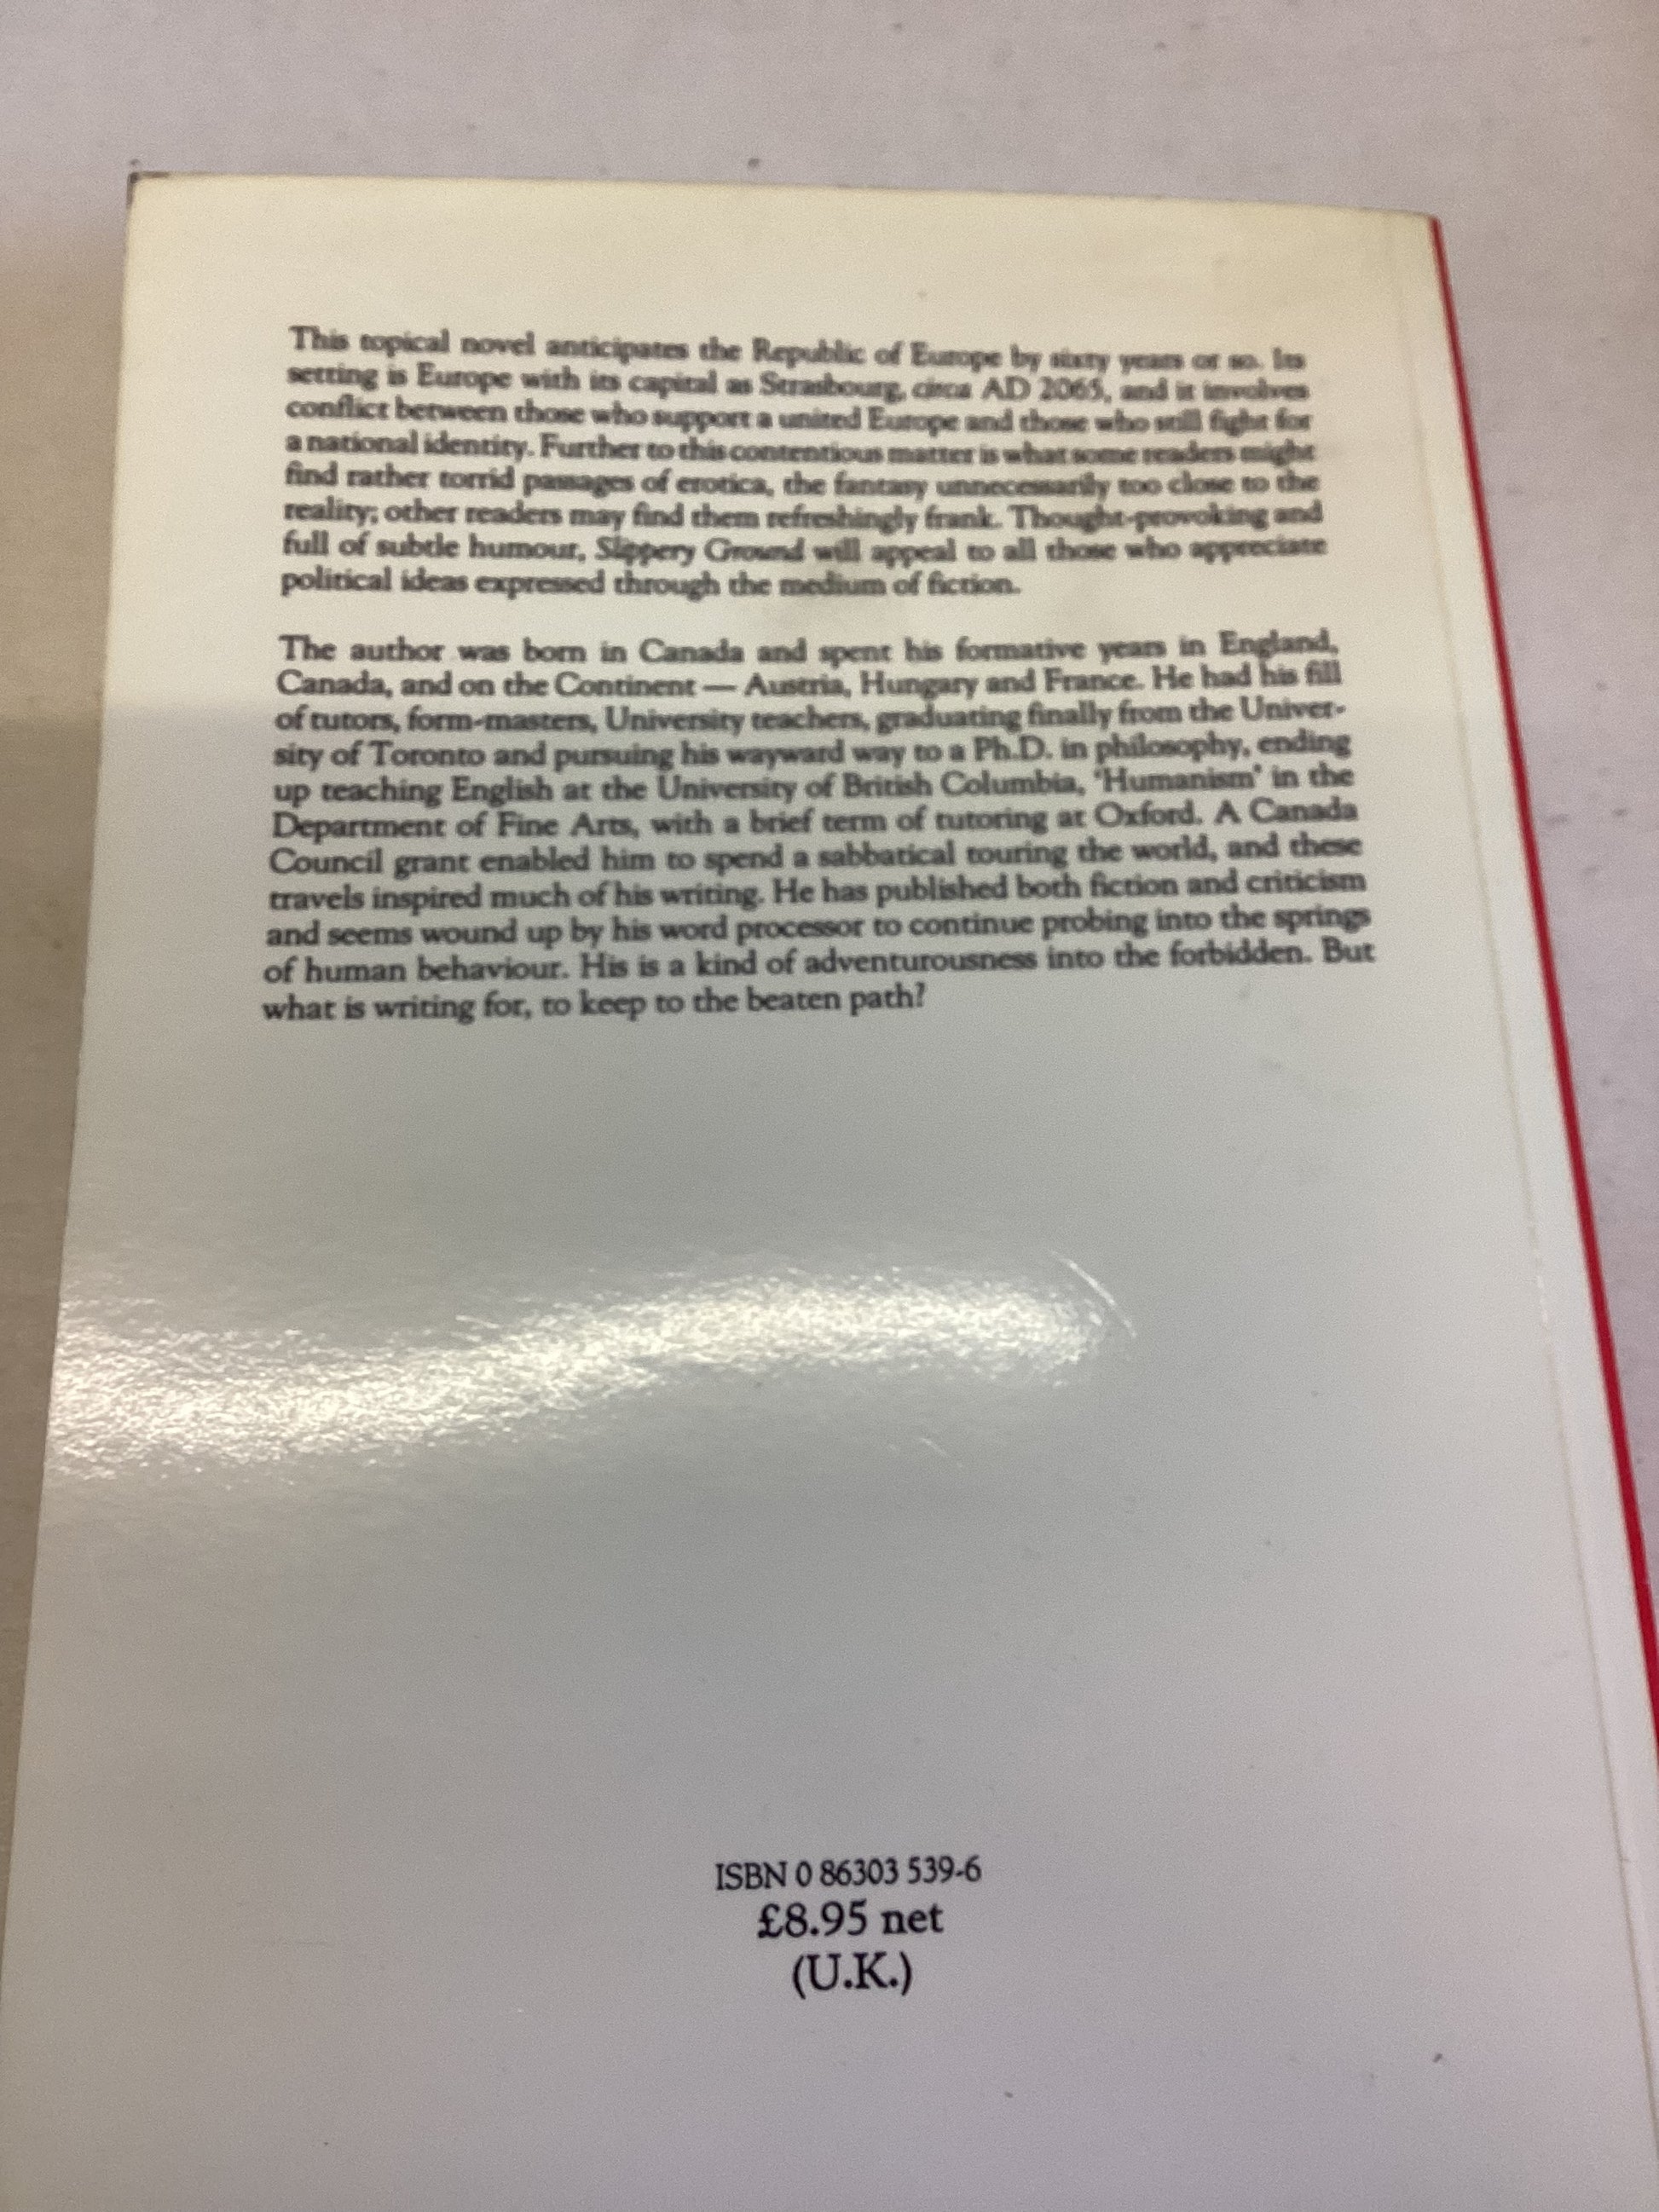 This topical novel anticipates the Republic of Europe by sixty years or so. Its
setting is Europe with its capital as Strasbourg, circa AD 2065, and it involves
conflict between those who support a united Europe and those who still fight for
a national identity. Further to this contentious matter is what some readers might
find rather torrid passages of erotica, the fantasy unnecessarily too close to the
reality; other readers may find them refreshingly frank. Thought-provoking and
full of subtle humour, Slippery Ground will appeal to all those who appreciate
political ideas expressed through the medium of fiction.
The author was born in Canada and spent his formative years in England,
Canada, and on the Continent — Austria, Hungary and France. He had his fill
of tutors, form-masters, University teachers, graduating finally from the Univer-
sity of Toronto and pursuing his wayward way to a Ph.D. in philosophy, ending
up teaching English at the University of British Columbia, 'Humanism' in the
Department of Fine Arts, with a brief term of tutoring at Oxford. A Canada
Council grant enabled him to spend a sabbatical touring the world, and these
travels inspired much of his writing. He has published both fiction and criticism
and seems wound up by his word processor to continue probing into the springs
of human behaviour. His is a kind of adventurousness into the forbidden. But
what is writing for, to keep to the beaten path?
ISBN 0 86303 539-6
£8.95 net
(U.K.)